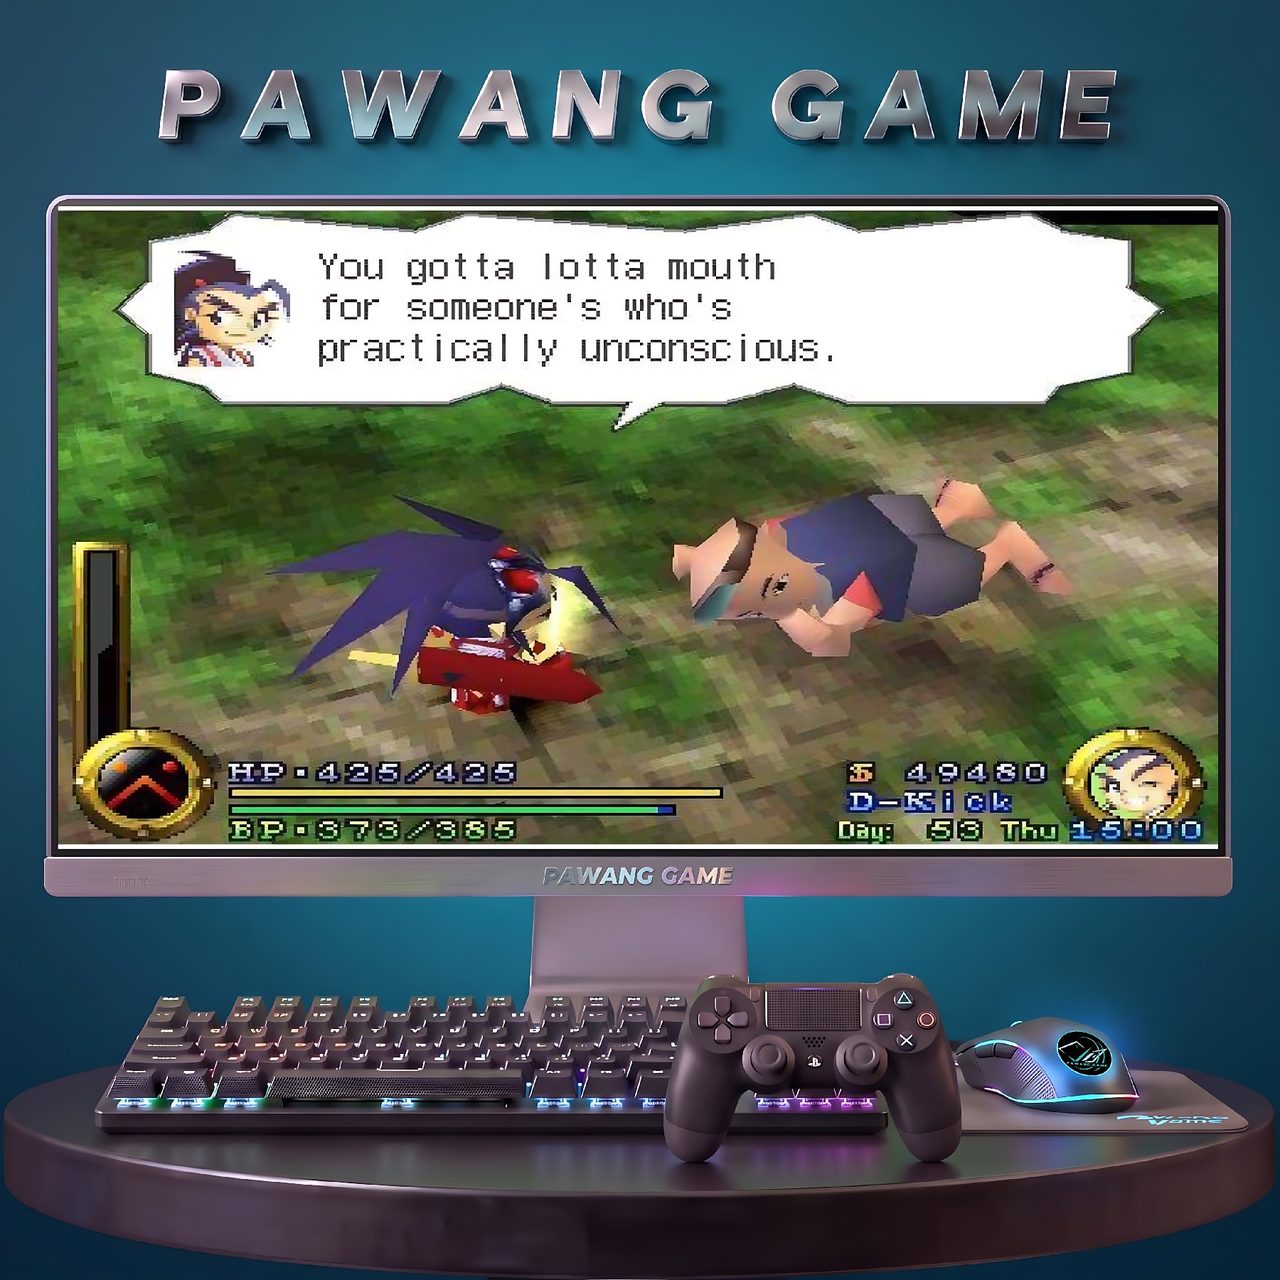 PAWANG GAME
You gotta lotta mouth
for someone's who's
practically unconscious.
HP·425/425
BP·373/385
49480
D-Kick
Day: 53 Thu 15:00
PAWANG GAME